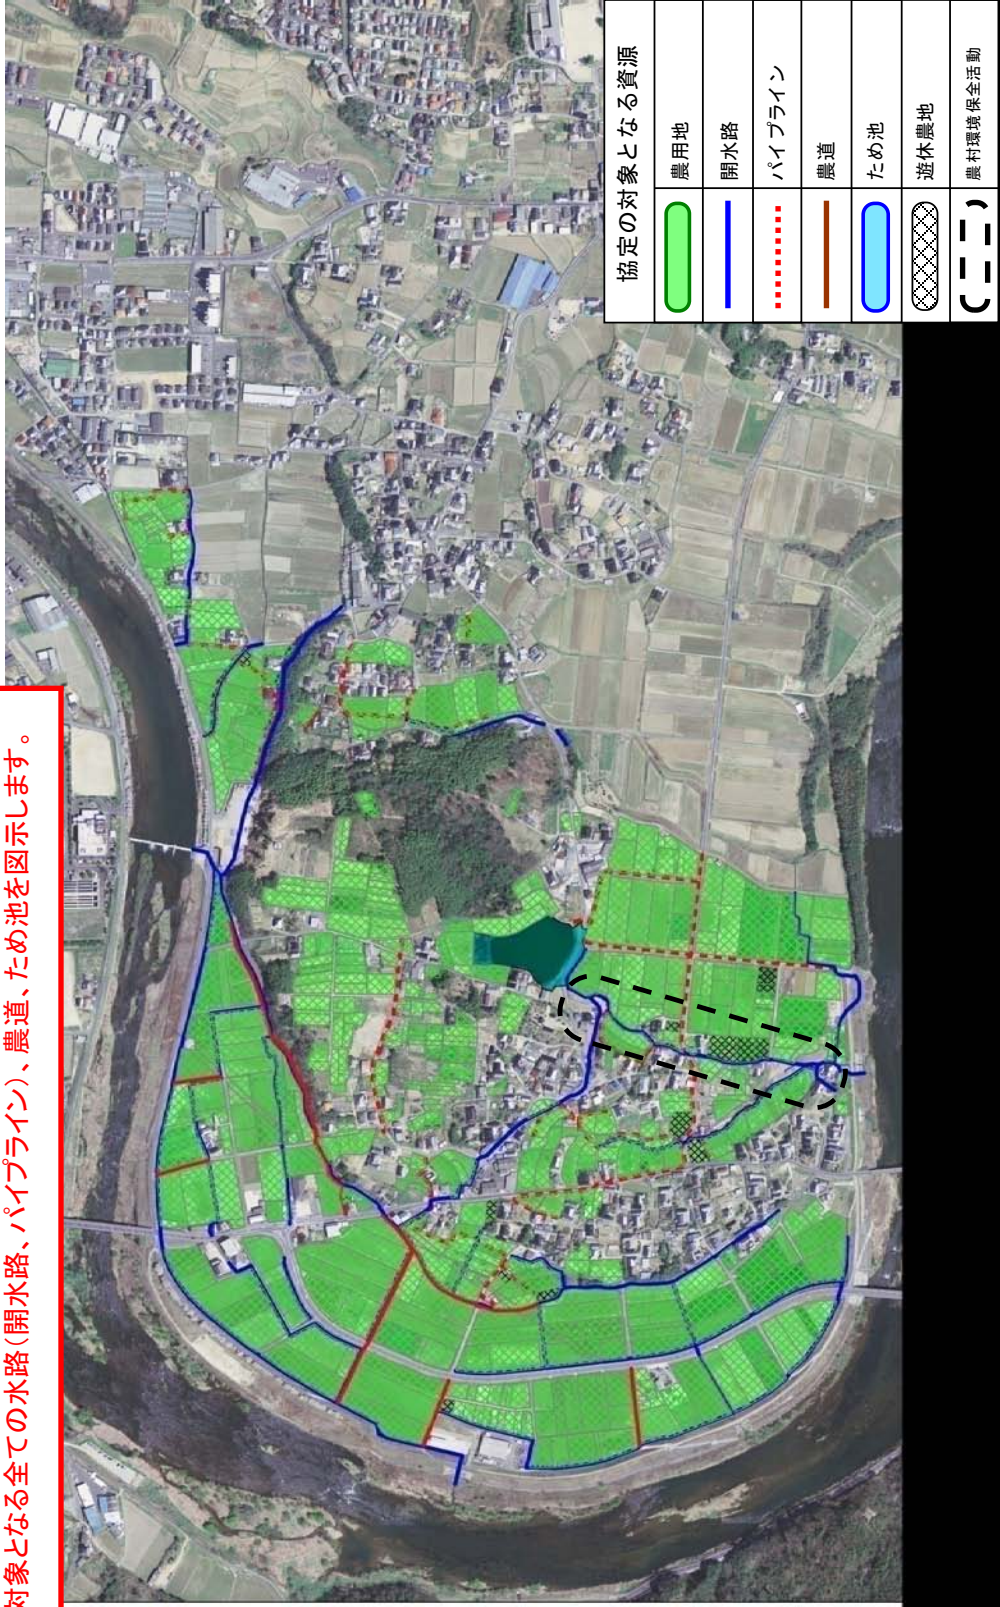 対象となる全ての水路（開水路、パイプライン）、農道、ため池を図示します。
協定の対象となる資源
農用地
開水路
パイプライン
農道
ため池
遊休農地
農村環境保全活動